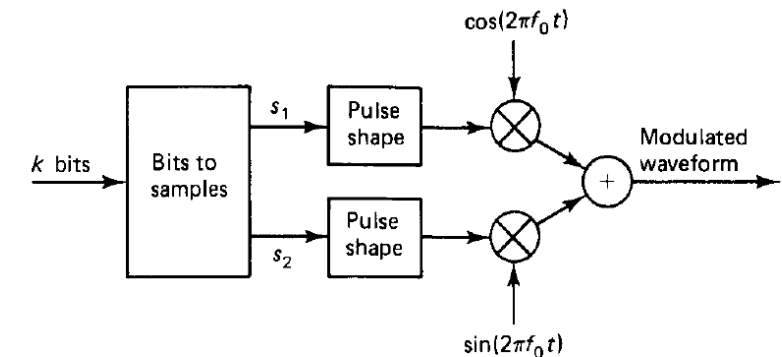 cos(2πf₀t)
s₁
Pulse
shape
k bits
Bits to
samples
Modulated
waveform
+
Pulse
shape
s₂
sin(2πf₀t)